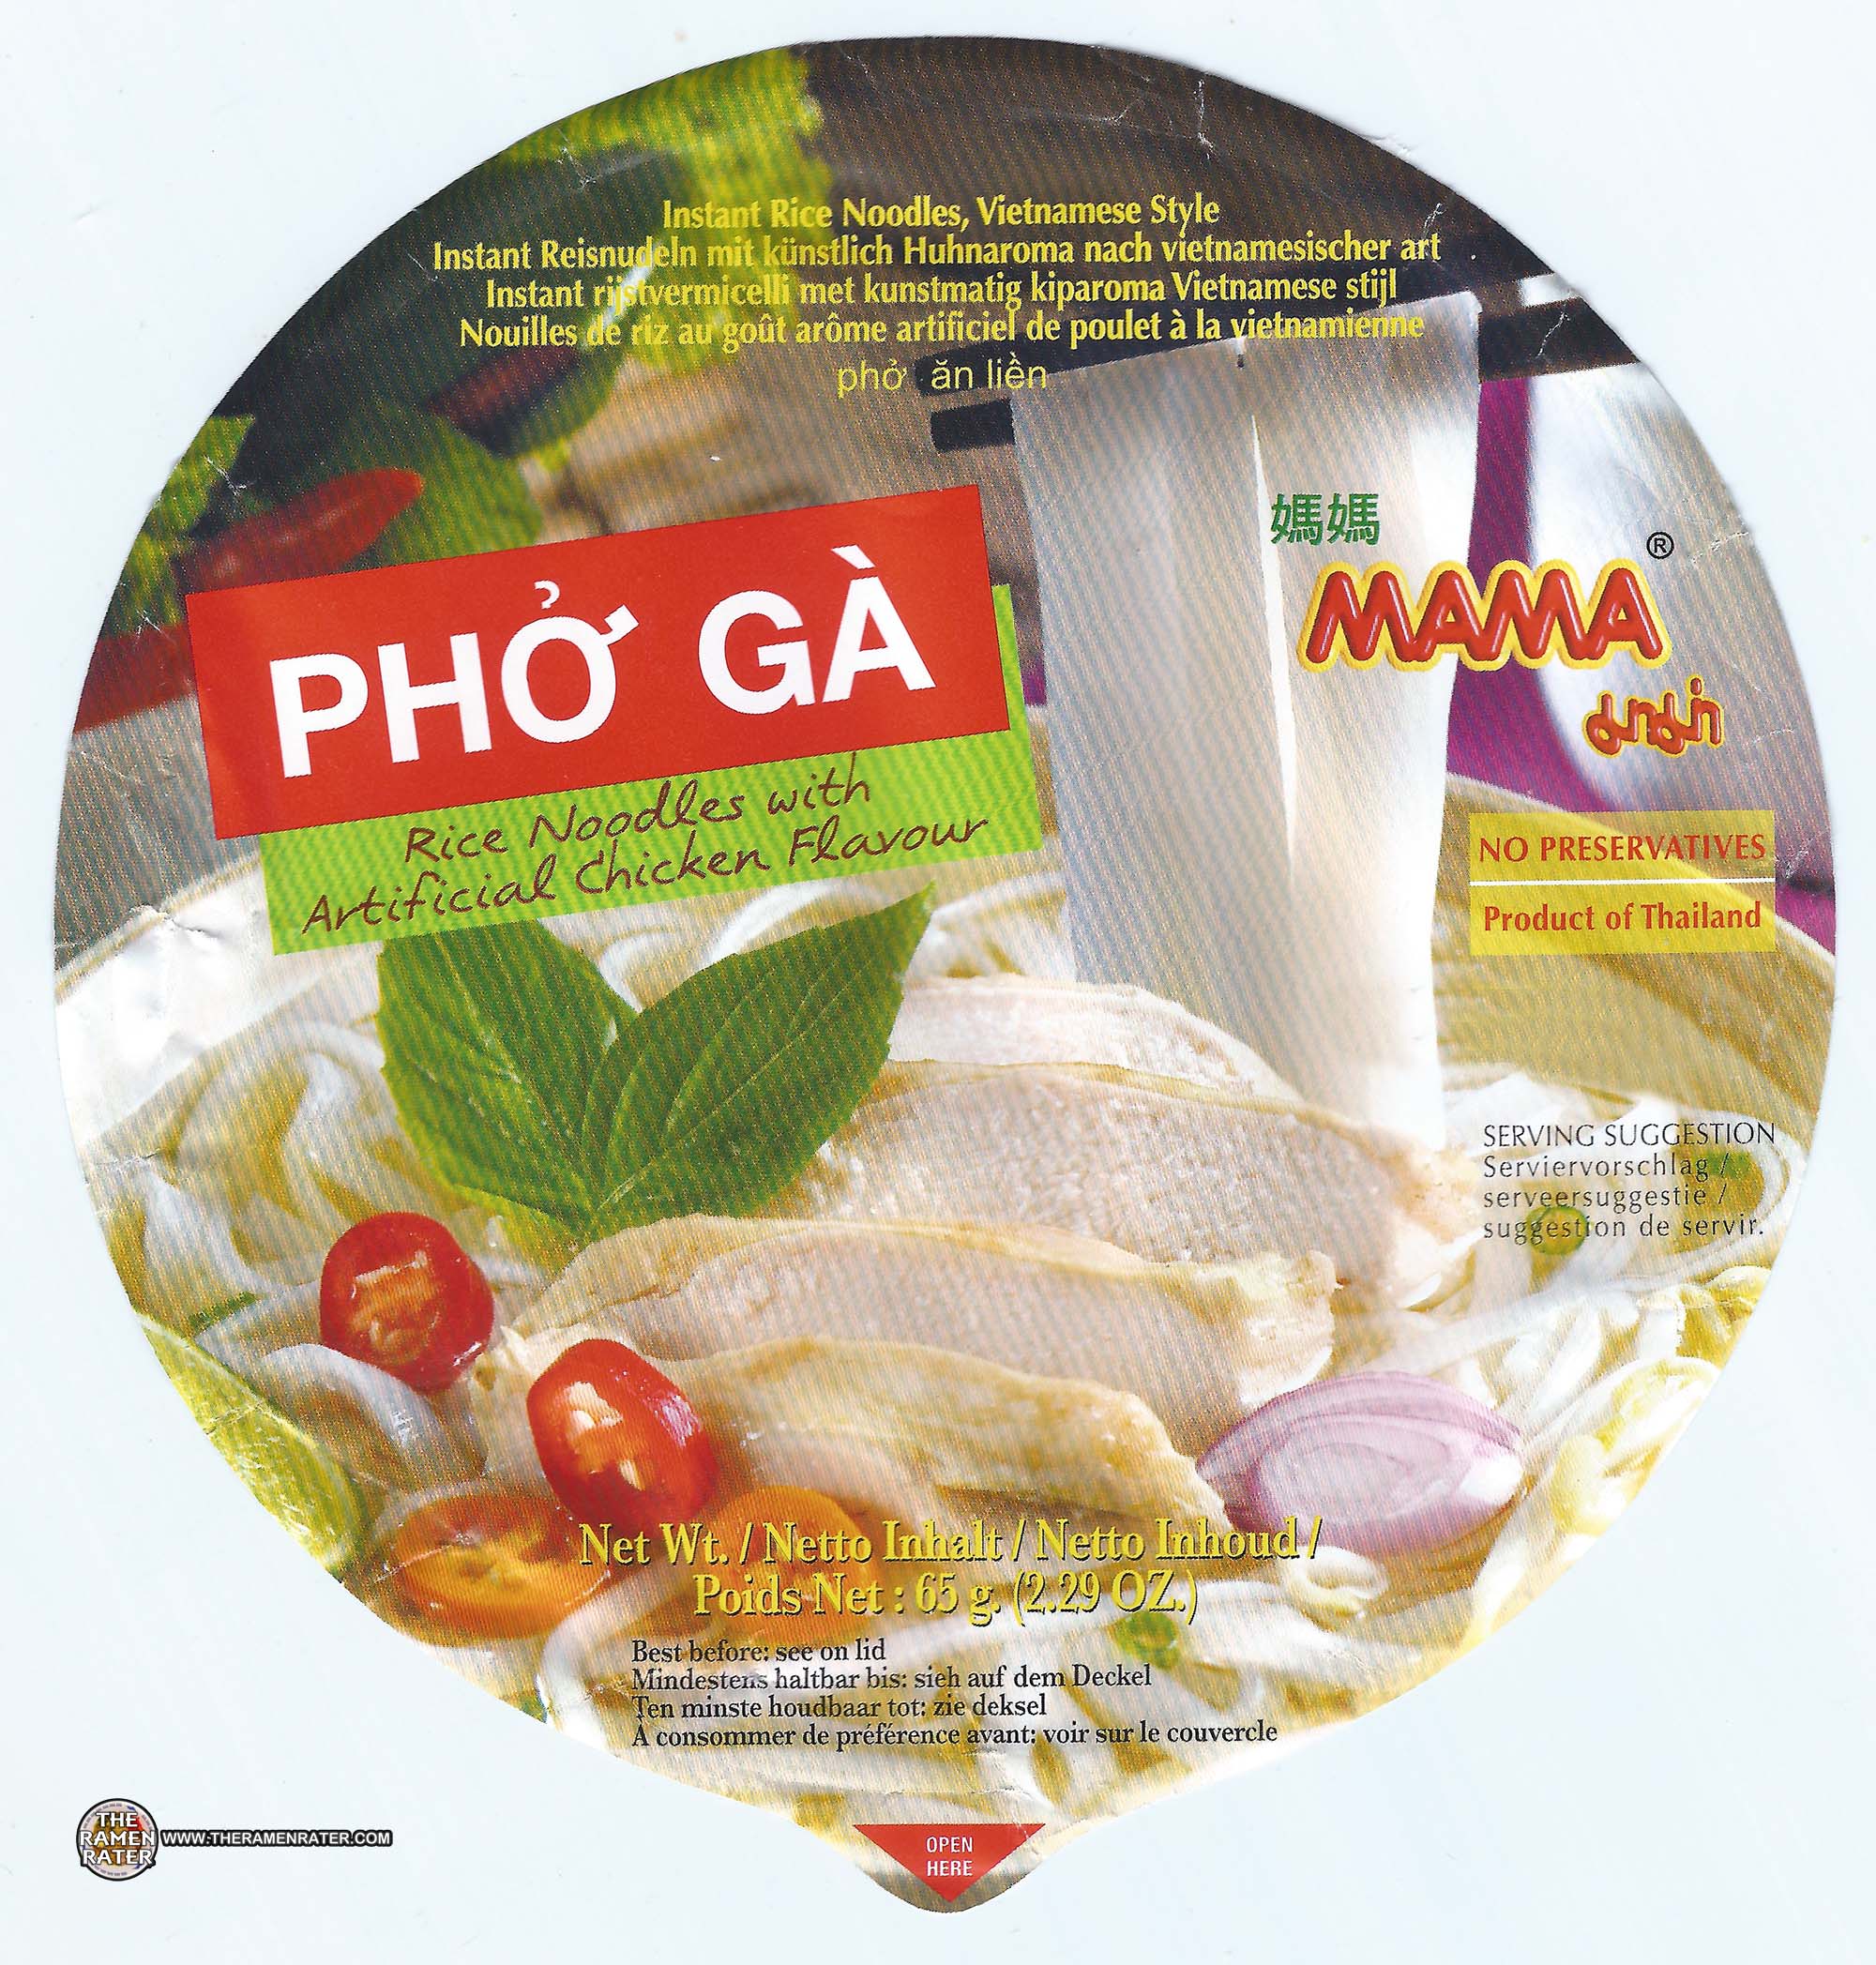 Instant Rice Noodles, Vietnamese Style
Instant Reisnudeln mit künstlich Huhnaroma nach vietnamesischer art
Instant rijstvermicelli met kunstmatig kiparoma Vietnamese stijl
Nouilles de riz au goût arôme artificiel de poulet à la vietnamienne
phở ăn liền
媽媽
MAMA®
มาม่า
PHỞ GÀ
Rice Noodles with
Artificial Chicken Flavour
NO PRESERVATIVES
Product of Thailand
SERVING SUGGESTION
Serviervorschlag /
serveersuggestie /
suggestion de servir.
Net Wt. / Netto Inhalt / Netto Inhoud /
Poids Net : 65 g. (2.29 OZ.)
Best before: see on lid
Mindestens haltbar bis: sieh auf dem Deckel
Ten minste houdbaar tot: zie deksel
À consommer de préférence avant: voir sur le couvercle
OPEN
HERE
THE
RAMEN
RATER
WWW.THERAMENRATER.COM